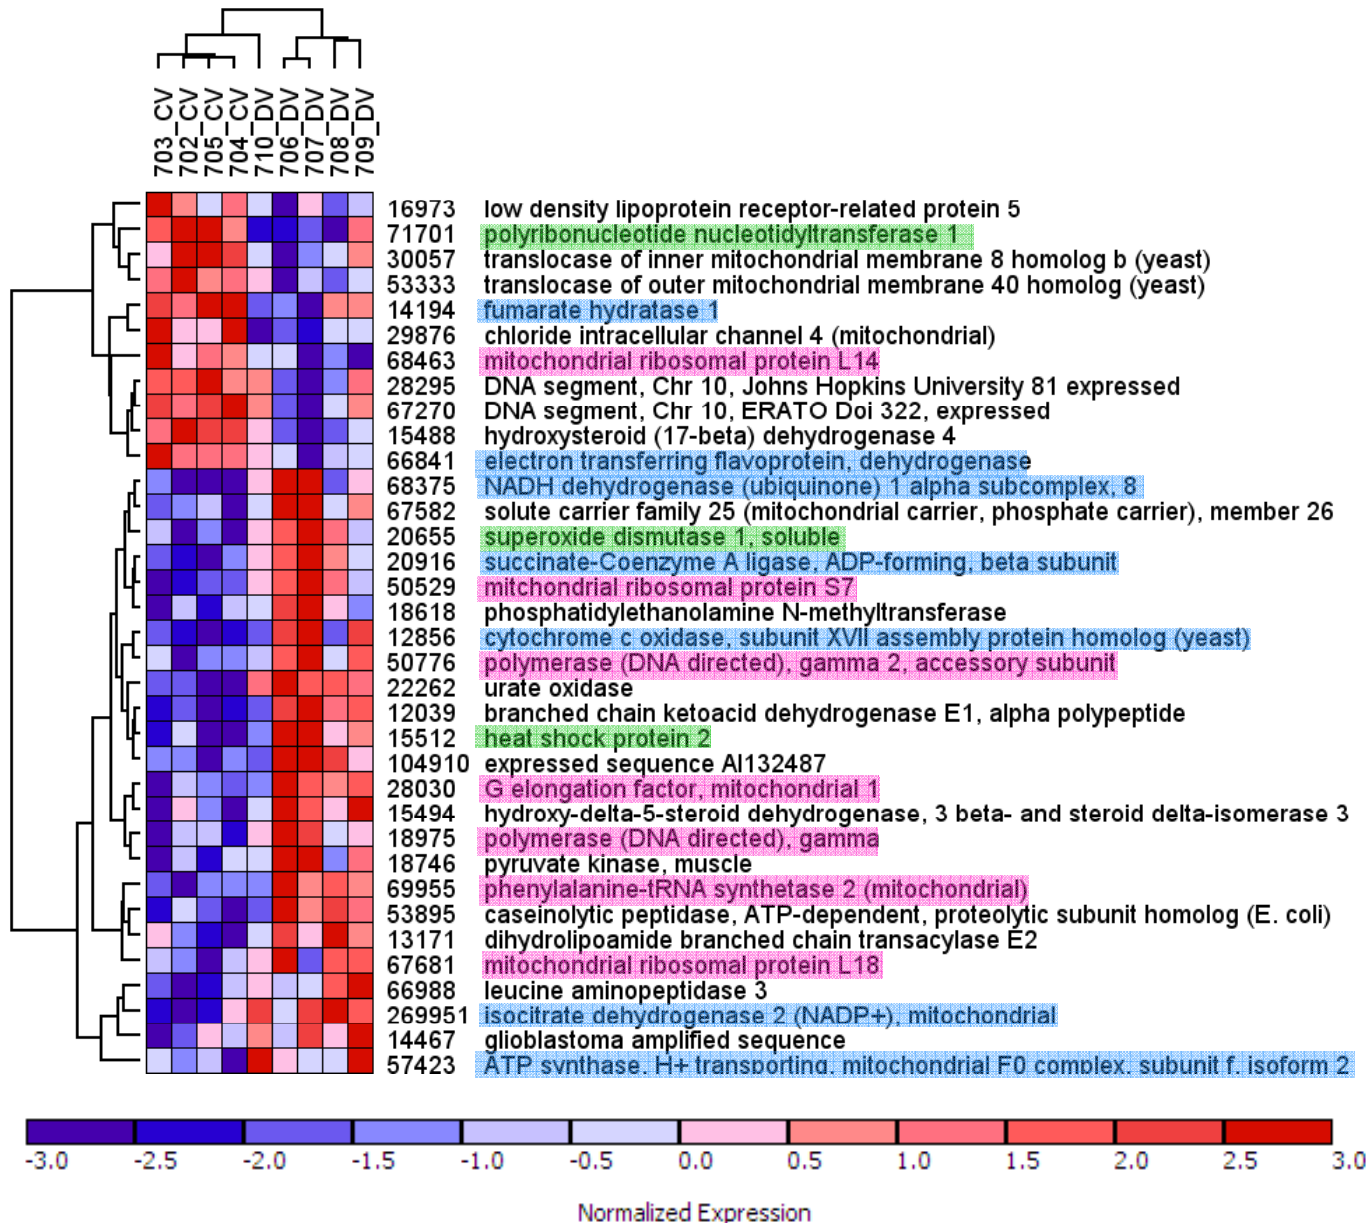 703_CV
702_CV
705_CV
704_CV
710_DV
706_DV
707_DV
708_DV
709_DV
16973 low density lipoprotein receptor-related protein 5
71701 polyribonucleotide nucleotidyltransferase 1
30057 translocase of inner mitochondrial membrane 8 homolog b (yeast)
53333 translocase of outer mitochondrial membrane 40 homolog (yeast)
14194 fumarate hydratase 1
29876 chloride intracellular channel 4 (mitochondrial)
68463 mitochondrial ribosomal protein L14
28295 DNA segment, Chr 10, Johns Hopkins University 81 expressed
67270 DNA segment, Chr 10, ERATO Doi 322, expressed
15488 hydroxysteroid (17-beta) dehydrogenase 4
66841 electron transferring flavoprotein, dehydrogenase
68375 NADH dehydrogenase (ubiquinone) 1 alpha subcomplex, 8
67582 solute carrier family 25 (mitochondrial carrier, phosphate carrier), member 26
20655 superoxide dismutase 1, soluble
20916 succinate-Coenzyme A ligase, ADP-forming, beta subunit
50529 mitchondrial ribosomal protein S7
18618 phosphatidylethanolamine N-methyltransferase
12856 cytochrome c oxidase, subunit XVII assembly protein homolog (yeast)
50776 polymerase (DNA directed), gamma 2, accessory subunit
22262 urate oxidase
12039 branched chain ketoacid dehydrogenase E1, alpha polypeptide
15512 heat shock protein 2
104910 expressed sequence AI132487
28030 G elongation factor, mitochondrial 1
15494 hydroxy-delta-5-steroid dehydrogenase, 3 beta- and steroid delta-isomerase 3
18975 polymerase (DNA directed), gamma
18746 pyruvate kinase, muscle
69955 phenylalanine-tRNA synthetase 2 (mitochondrial)
53895 caseinolytic peptidase, ATP-dependent, proteolytic subunit homolog (E. coli)
13171 dihydrolipoamide branched chain transacylase E2
67681 mitochondrial ribosomal protein L18
66988 leucine aminopeptidase 3
269951 isocitrate dehydrogenase 2 (NADP+), mitochondrial
14467 glioblastoma amplified sequence
57423 ATP synthase, H+ transporting, mitochondrial F0 complex, subunit f, isoform 2
-3.0 -2.5 -2.0 -1.5 -1.0 -0.5 0.0 0.5 1.0 1.5 2.0 2.5 3.0
Normalized Expression